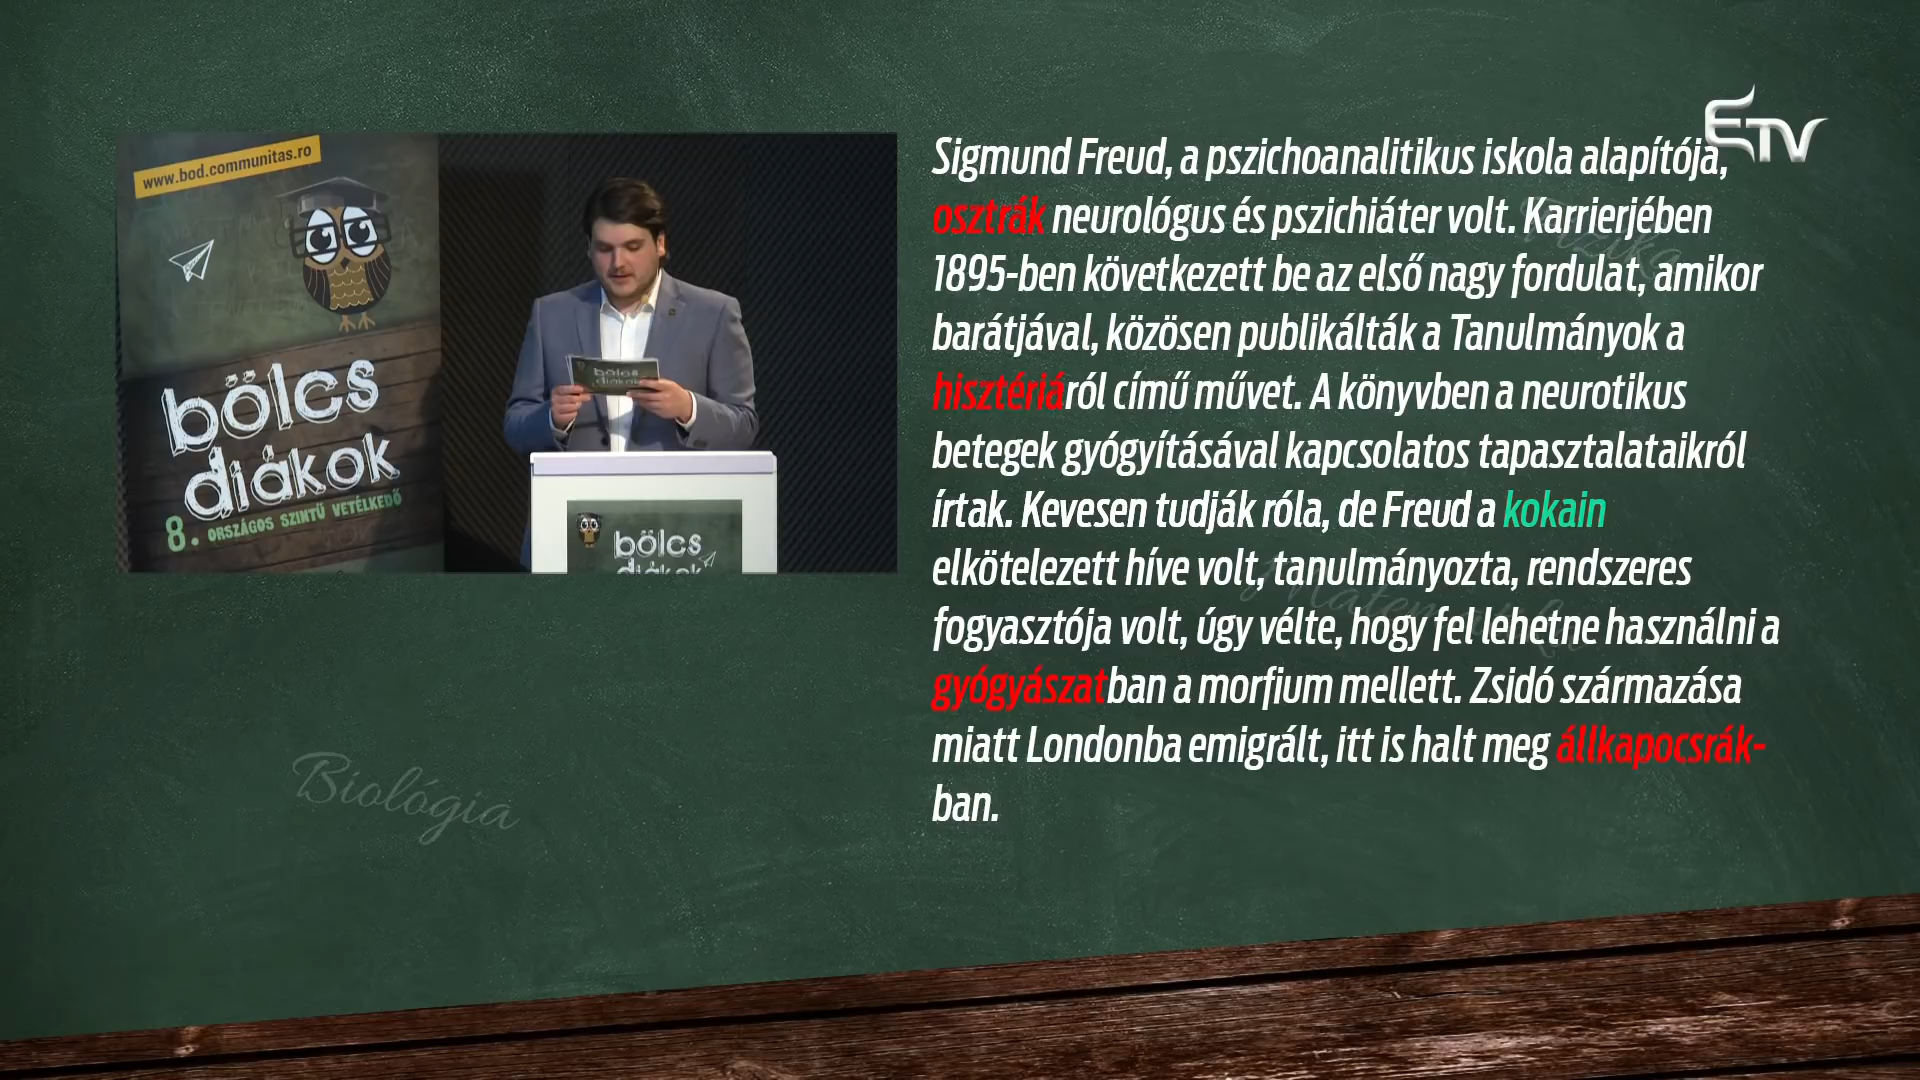 www.bod.communitas.ro
bölcs
diákok
8. ORSZÁGOS SZINTŰ VETÉLKEDŐ
bölcs
diákok
bölcs
diákok
ETV
Sigmund Freud, a pszichoanalitikus iskola alapítója,
osztrák neurológus és pszichiáter volt. Karrierjében
1895-ben következett be az első nagy fordulat, amikor
barátjával, közösen publikálták a Tanulmányok a
hisztériáról című művet. A könyvben a neurotikus
betegek gyógyításával kapcsolatos tapasztalataikról
írtak. Kevesen tudják róla, de Freud a kokain
elkötelezett híve volt, tanulmányozta, rendszeres
fogyasztója volt, úgy vélte, hogy fel lehetne használni a
gyógyászatban a morfium mellett. Zsidó származása
miatt Londonba emigrált, itt is halt meg állkapocsrák-
ban.
Fizika
Matematika
Biológia